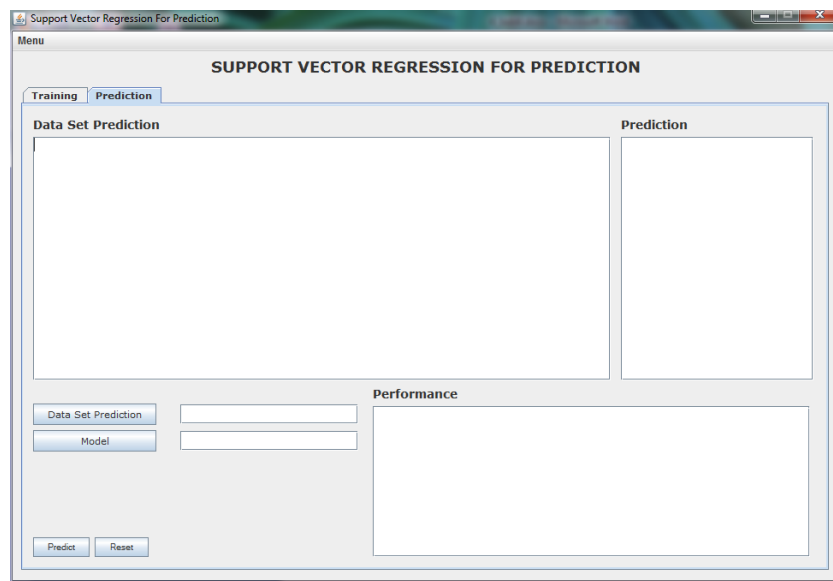 Support Vector Regression For Prediction
Menu
SUPPORT VECTOR REGRESSION FOR PREDICTION
Training Prediction
Data Set Prediction Prediction
Performance
Data Set Prediction
Model
Predict Reset